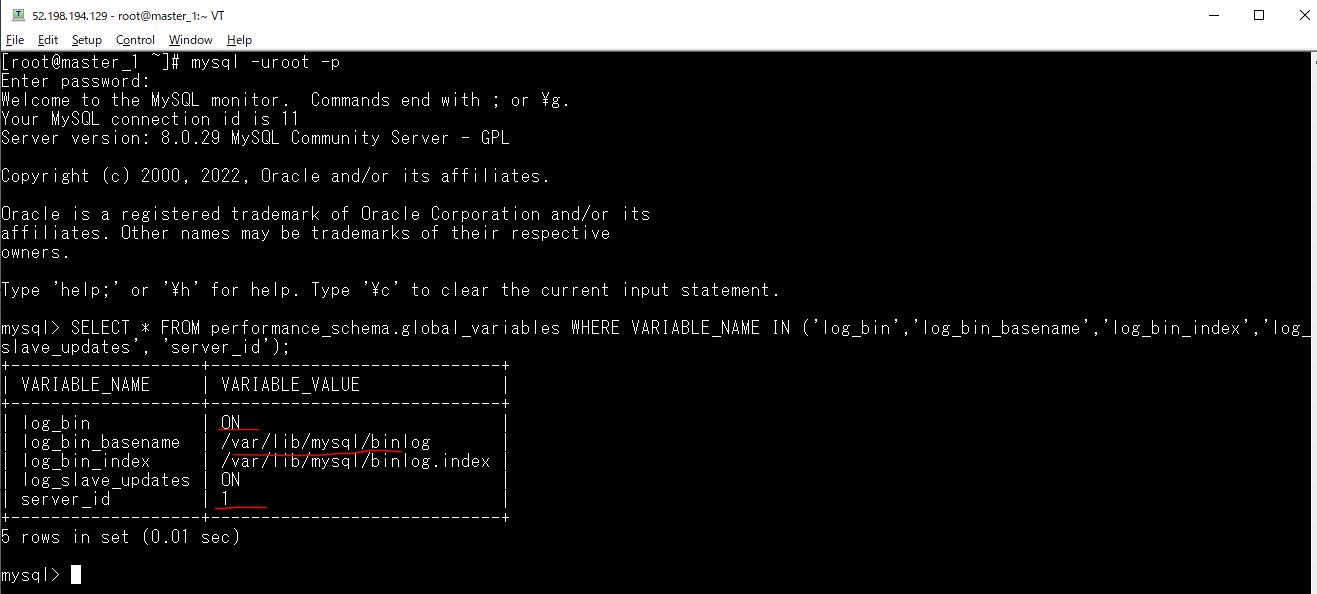 52.198.194.129 - root@master_1:~ VT
File Edit Setup Control Window Help
[root@master_1 ~]# mysql -uroot -p
Enter password:
Welcome to the MySQL monitor.  Commands end with ; or ¥g.
Your MySQL connection id is 11
Server version: 8.0.29 MySQL Community Server - GPL
Copyright (c) 2000, 2022, Oracle and/or its affiliates.
Oracle is a registered trademark of Oracle Corporation and/or its
affiliates. Other names may be trademarks of their respective
owners.
Type 'help;' or '¥h' for help. Type '¥c' to clear the current input statement.
mysql> SELECT * FROM performance_schema.global_variables WHERE VARIABLE_NAME IN ('log_bin','log_bin_basename','log_bin_index','log_
slave_updates', 'server_id');
+-------------------+-----------------------------+
| VARIABLE_NAME     | VARIABLE_VALUE              |
+-------------------+-----------------------------+
| log_bin           | ON                          |
| log_bin_basename  | /var/lib/mysql/binlog       |
| log_bin_index     | /var/lib/mysql/binlog.index |
| log_slave_updates | ON                          |
| server_id         | 1                           |
+-------------------+-----------------------------+
5 rows in set (0.01 sec)
mysql>